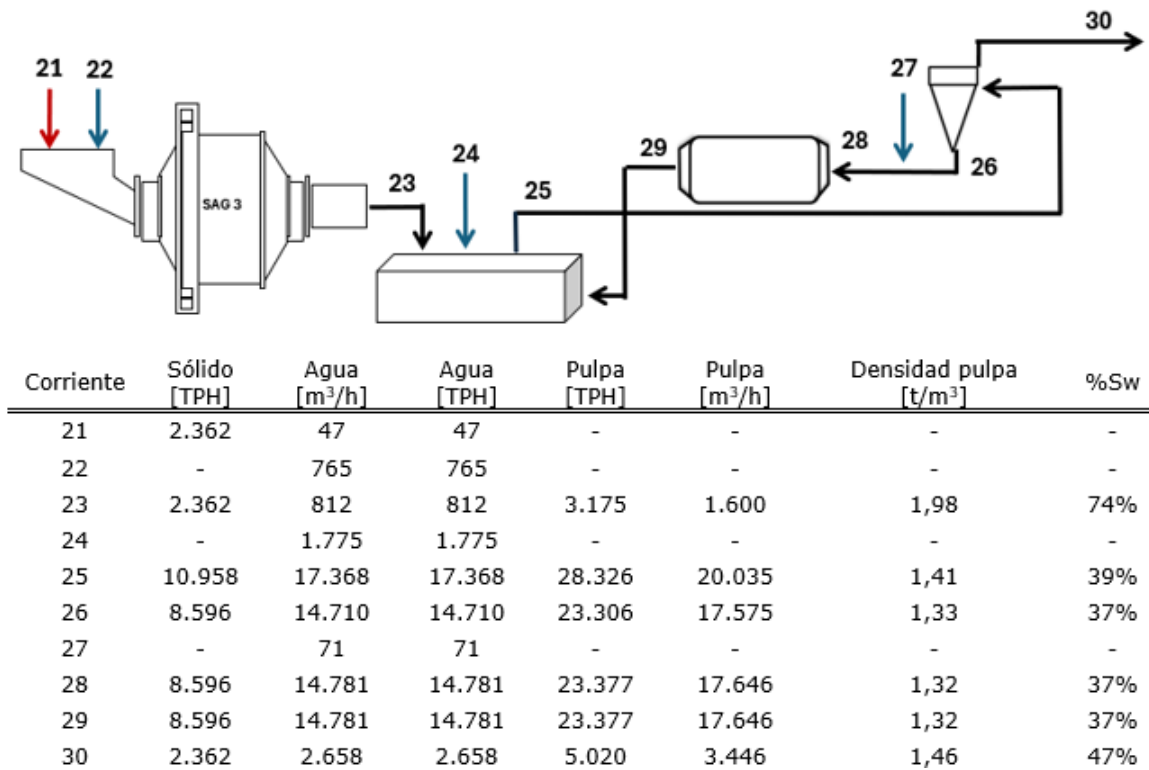 30
21 22
27
24
29
28
23
25
26
SAG 3
Corriente Sólido [TPH] Agua [m³/h] Agua [TPH] Pulpa [TPH] Pulpa [m³/h] Densidad pulpa [t/m³] %Sw
21 2.362 47 47 - - - -
22 - 765 765 - - - -
23 2.362 812 812 3.175 1.600 1,98 74%
24 - 1.775 1.775 - - - -
25 10.958 17.368 17.368 28.326 20.035 1,41 39%
26 8.596 14.710 14.710 23.306 17.575 1,33 37%
27 - 71 71 - - - -
28 8.596 14.781 14.781 23.377 17.646 1,32 37%
29 8.596 14.781 14.781 23.377 17.646 1,32 37%
30 2.362 2.658 2.658 5.020 3.446 1,46 47%